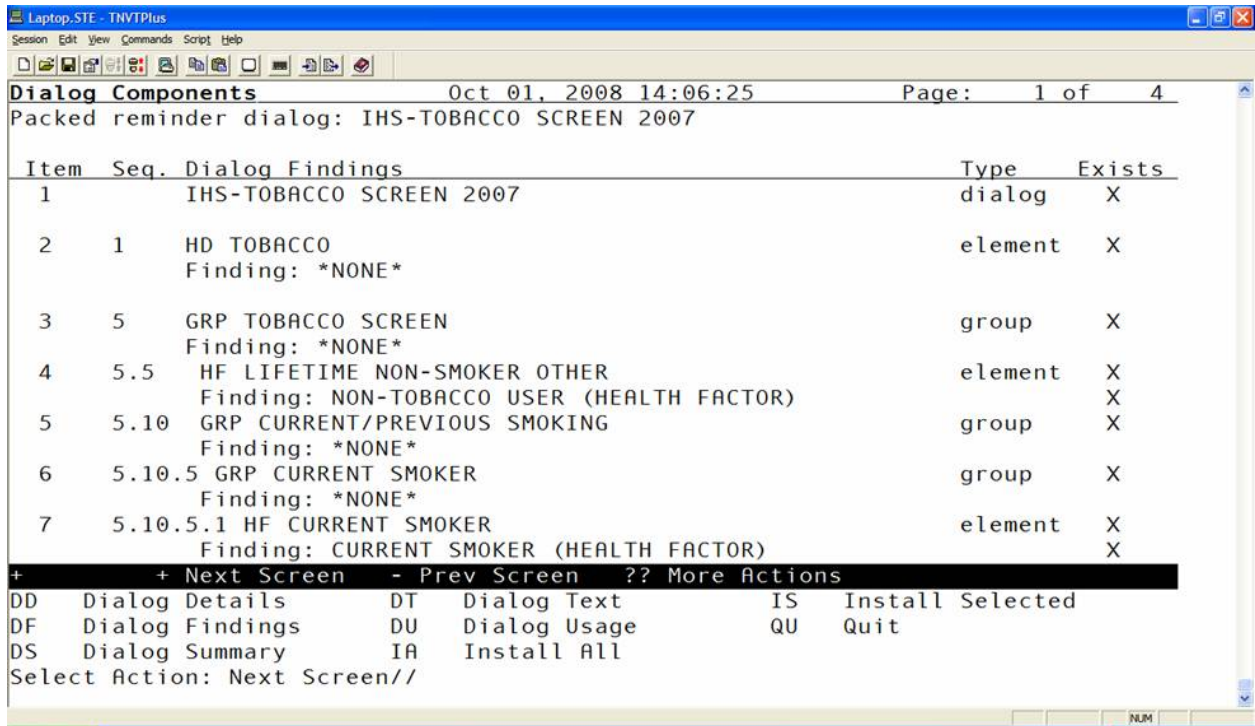 Laptop.STE - TNVTPlus
Session Edit View Commands Script Help
Dialog Components Oct 01, 2008 14:06:25 Page: 1 of 4
Packed reminder dialog: IHS-TOBACCO SCREEN 2007
Item Seq. Dialog Findings Type Exists
1 IHS-TOBACCO SCREEN 2007 dialog X
2 1 HD TOBACCO element X
Finding: *NONE*
3 5 GRP TOBACCO SCREEN group X
Finding: *NONE*
4 5.5 HF LIFETIME NON-SMOKER OTHER element X
Finding: NON-TOBACCO USER (HEALTH FACTOR) X
5 5.10 GRP CURRENT/PREVIOUS SMOKING group X
Finding: *NONE*
6 5.10.5 GRP CURRENT SMOKER group X
Finding: *NONE*
7 5.10.5.1 HF CURRENT SMOKER element X
Finding: CURRENT SMOKER (HEALTH FACTOR) X
+ + Next Screen - Prev Screen ?? More Actions
DD Dialog Details DT Dialog Text IS Install Selected
DF Dialog Findings DU Dialog Usage QU Quit
DS Dialog Summary IA Install All
Select Action: Next Screen//
NUM